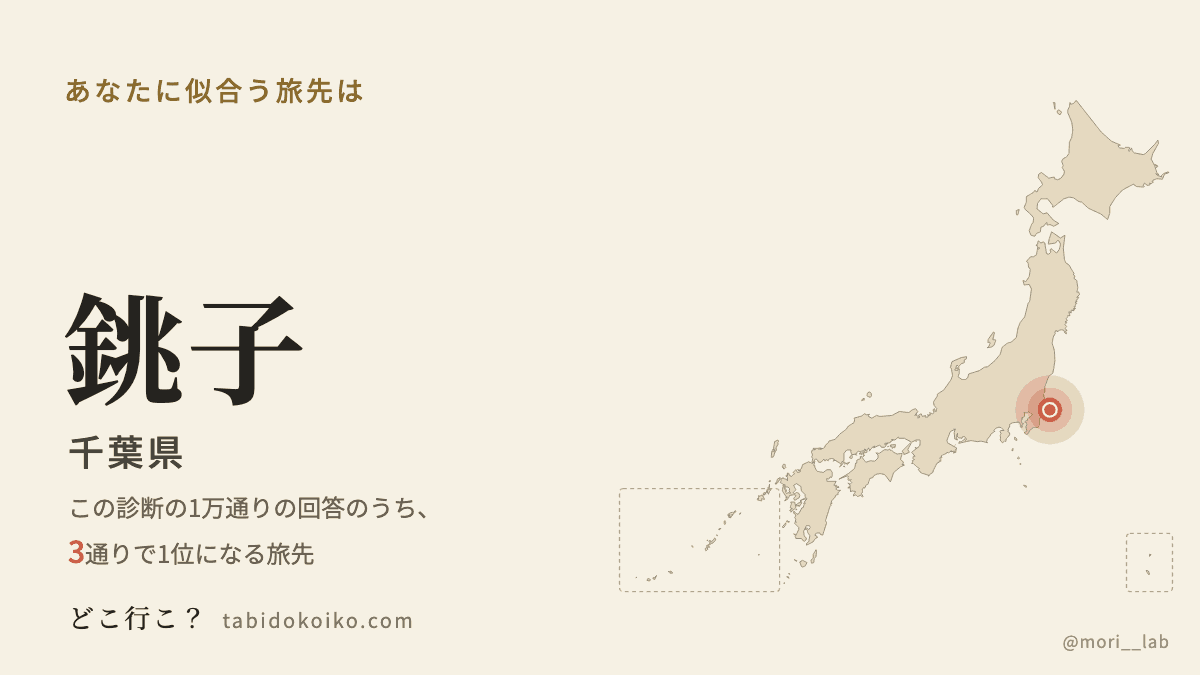 あなたに似合う旅先は
銚子
千葉県
この診断の1万通りの回答のうち、
3通りで1位になる旅先
どこ行こ？ tabidokoiko.com
@mori__lab